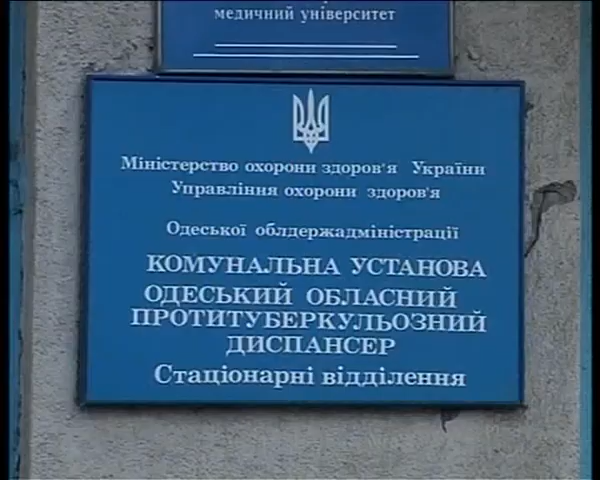 медичний університет
Міністерство охорони здоров'я України
Управління охорони здоров'я
Одеської облдержадміністрації
КОМУНАЛЬНА УСТАНОВА
ОДЕСЬКИЙ ОБЛАСНИЙ
ПРОТИТУБЕРКУЛЬОЗНИЙ
ДИСПАНСЕР
Стаціонарні відділення